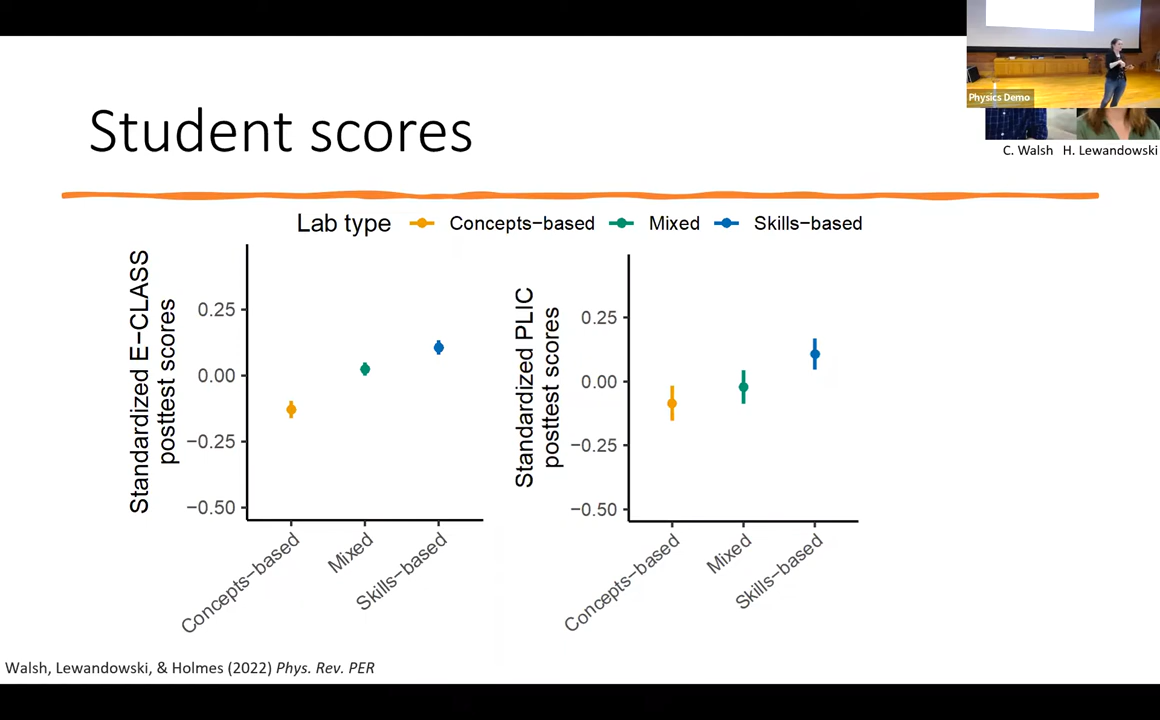 Physics Demo
C. Walsh H. Lewandowski
Student scores
Lab type Concepts−based Mixed Skills−based
Standardized E−CLASS
posttest scores
0.25
0.00
−0.25
−0.50
Concepts−based
Mixed
Skills−based
Standardized PLIC
posttest scores
0.25
0.00
−0.25
−0.50
Concepts−based
Mixed
Skills−based
Walsh, Lewandowski, & Holmes (2022) Phys. Rev. PER